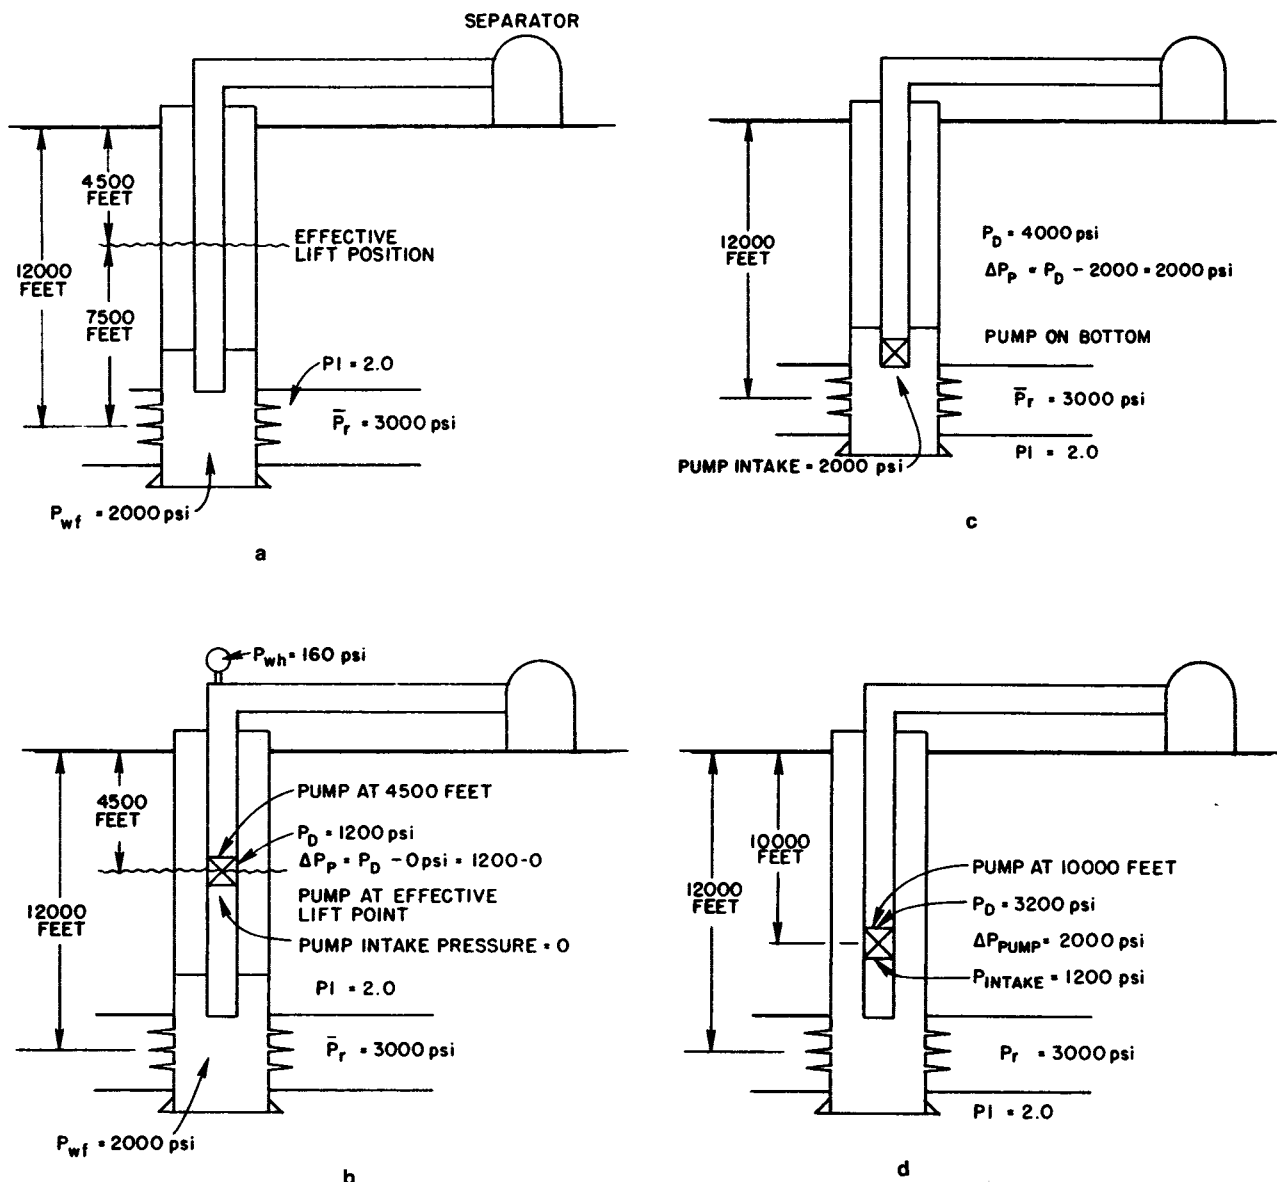 SEPARATOR
4500
FEET
EFFECTIVE
LIFT POSITION
12000
FEET
7500
FEET
PI = 2.0
P̅r = 3000 psi
Pwf = 2000 psi
a
12000
FEET
PD = 4000 psi
ΔPP = PD - 2000 = 2000 psi
PUMP ON BOTTOM
P̅r = 3000 psi
PUMP INTAKE = 2000 psi
PI = 2.0
c
Pwh = 160 psi
4500
FEET
PUMP AT 4500 FEET
PD = 1200 psi
ΔPP = PD - 0 psi = 1200-0
12000
FEET
PUMP AT EFFECTIVE
LIFT POINT
PUMP INTAKE PRESSURE = 0
PI = 2.0
P̅r = 3000 psi
Pwf = 2000 psi
b
10000
FEET
12000
FEET
PUMP AT 10000 FEET
PD = 3200 psi
ΔPPUMP = 2000 psi
PINTAKE = 1200 psi
Pr = 3000 psi
PI = 2.0
d